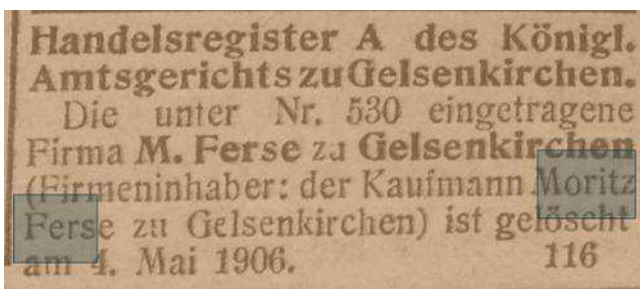 Handelsregister A des Königl.
Amtsgerichts zu Gelsenkirchen.
Die unter Nr. 530 eingetragene
Firma M. Ferse zu Gelsenkirchen
(Firmeninhaber: der Kaufmann Moritz
Ferse zu Gelsenkirchen) ist gelöscht
am 4. Mai 1906. 116